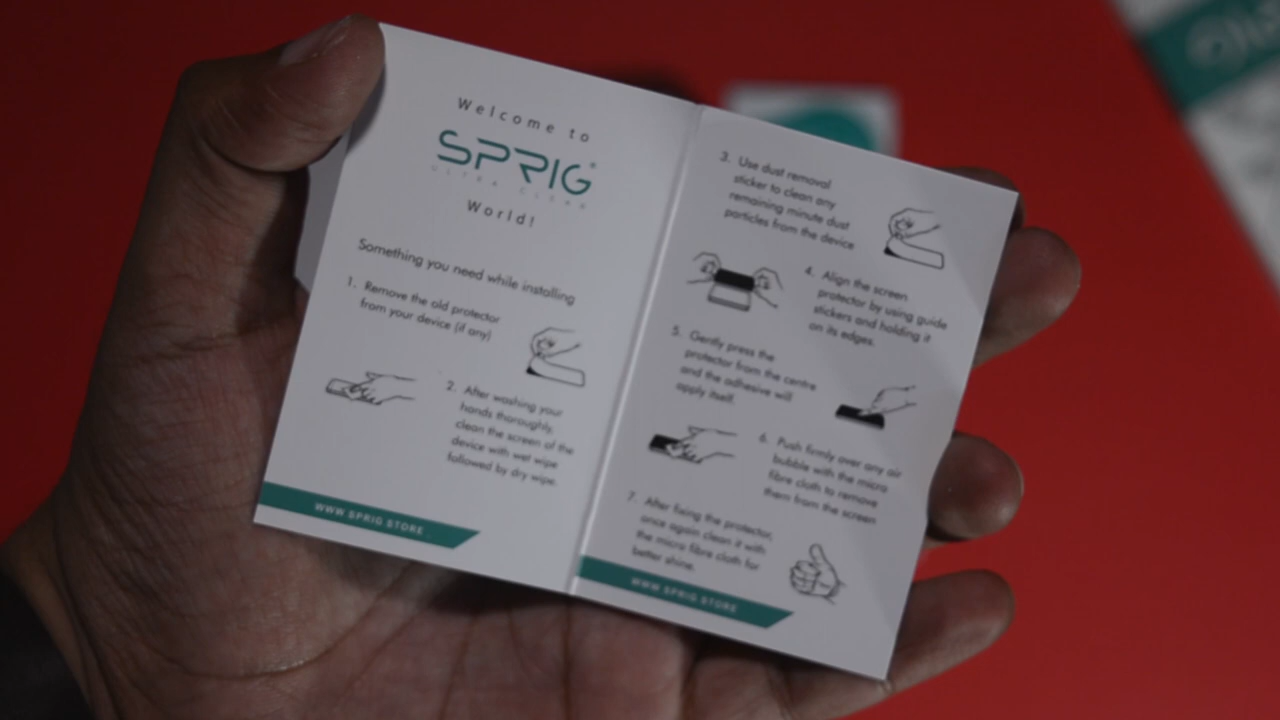 Welcome to
SPRIG®
ULTRA CLEAR
World!
Something you need while installing
1. Remove the old protector
from your device (if any)
2. After washing your
hands thoroughly,
clean the screen of the
device with wet wipe
followed by dry wipe.
WWW.SPRIG.STORE
3. Use dust removal
sticker to clean any
remaining minute dust
particles from the device
4. Align the screen
protector by using guide
stickers and holding it
on its edges.
5. Gently press the
protector from the centre
and the adhesive will
apply itself.
6. Push firmly over any air
bubble with the micro
fibre cloth to remove
them from the screen
7. After fixing the protector,
once again clean it with
the micro fibre cloth for
better shine.
WWW.SPRIG.STORE